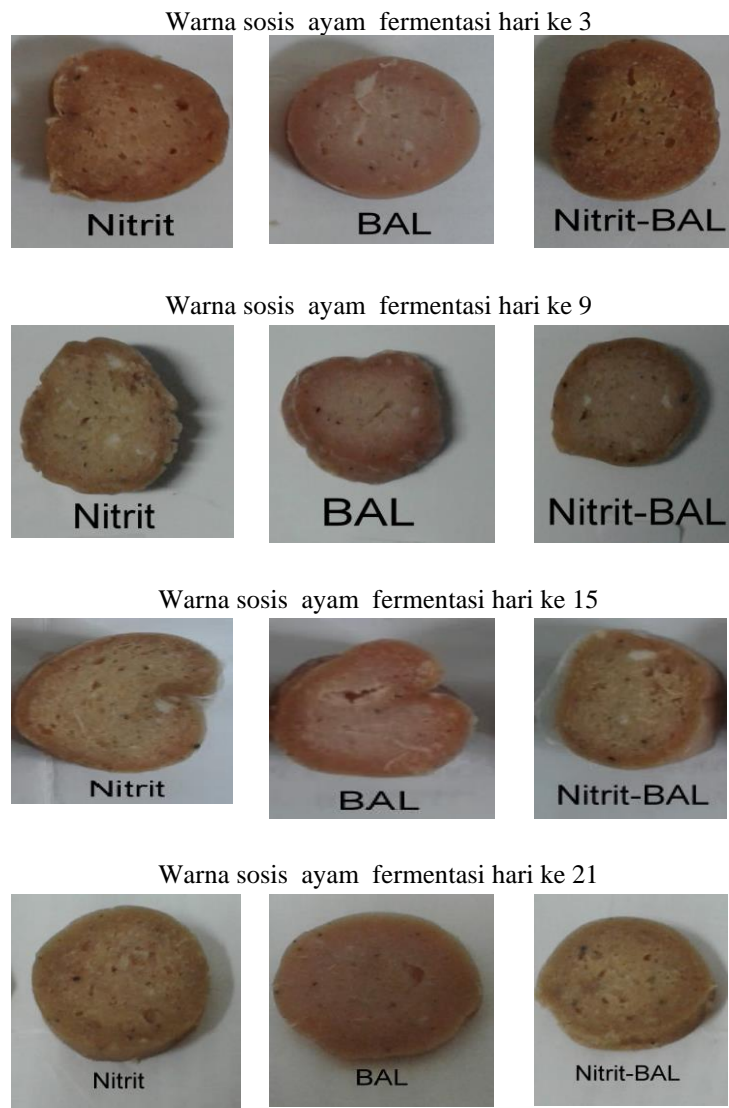 Warna sosis ayam fermentasi hari ke 3
Nitrit BAL Nitrit-BAL
Warna sosis ayam fermentasi hari ke 9
Nitrit BAL Nitrit-BAL
Warna sosis ayam fermentasi hari ke 15
Nitrit BAL Nitrit-BAL
Warna sosis ayam fermentasi hari ke 21
Nitrit BAL Nitrit-BAL